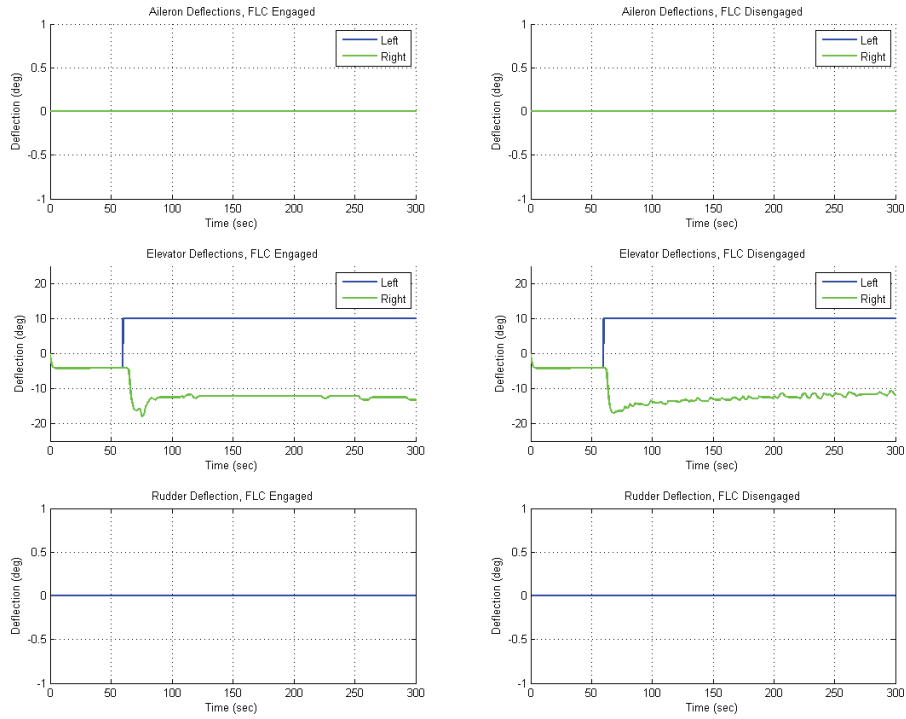 Aileron Deflections, FLC Engaged
1
0.5
0
-0.5
-1
Deflection (deg)
0 50 100 150 200 250 300
Time (sec)
Left
Right
Aileron Deflections, FLC Disengaged
1
0.5
0
-0.5
-1
Deflection (deg)
0 50 100 150 200 250 300
Time (sec)
Left
Right
Elevator Deflections, FLC Engaged
20
10
0
-10
-20
Deflection (deg)
0 50 100 150 200 250 300
Time (sec)
Left
Right
Elevator Deflections, FLC Disengaged
20
10
0
-10
-20
Deflection (deg)
0 50 100 150 200 250 300
Time (sec)
Left
Right
Rudder Deflection, FLC Engaged
1
0.5
0
-0.5
-1
Deflection (deg)
0 50 100 150 200 250 300
Time (sec)
Rudder Deflection, FLC Disengaged
1
0.5
0
-0.5
-1
Deflection (deg)
0 50 100 150 200 250 300
Time (sec)